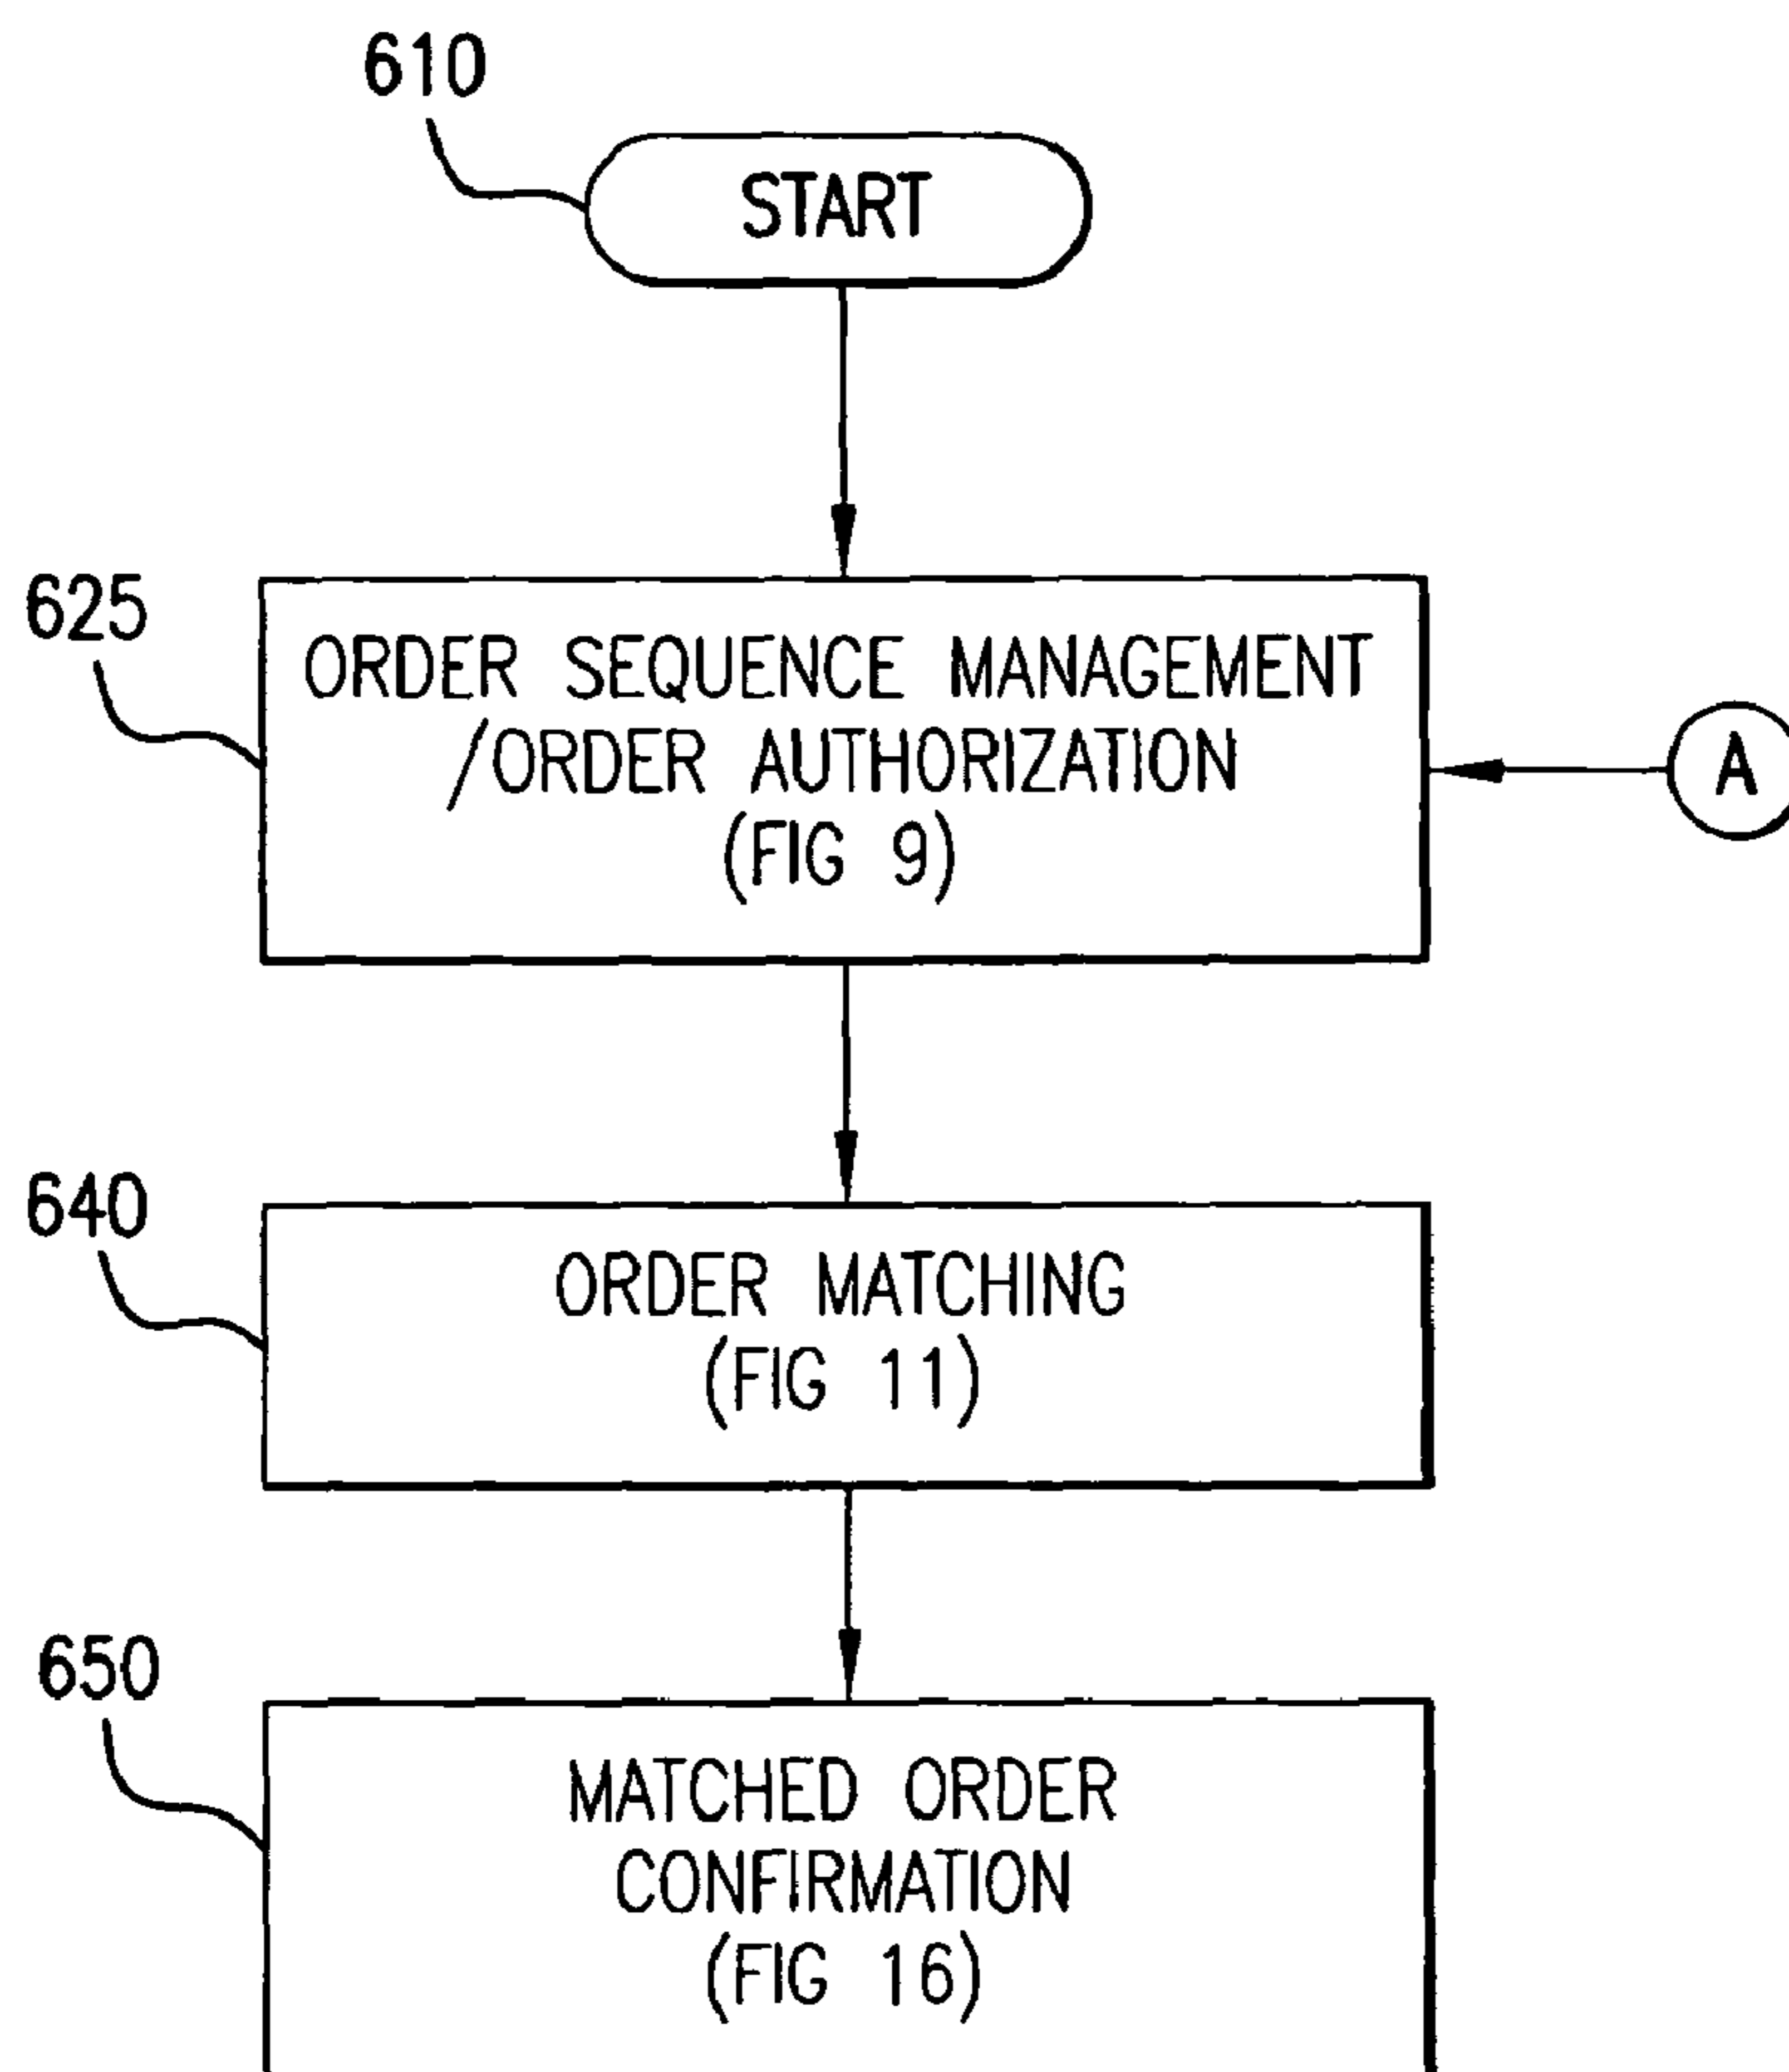 610
START
625
ORDER SEQUENCE MANAGEMENT
/ORDER AUTHORIZATION
(FIG 9)
A
640
ORDER MATCHING
(FIG 11)
650
MATCHED ORDER
CONFIRMATION
(FIG 16)